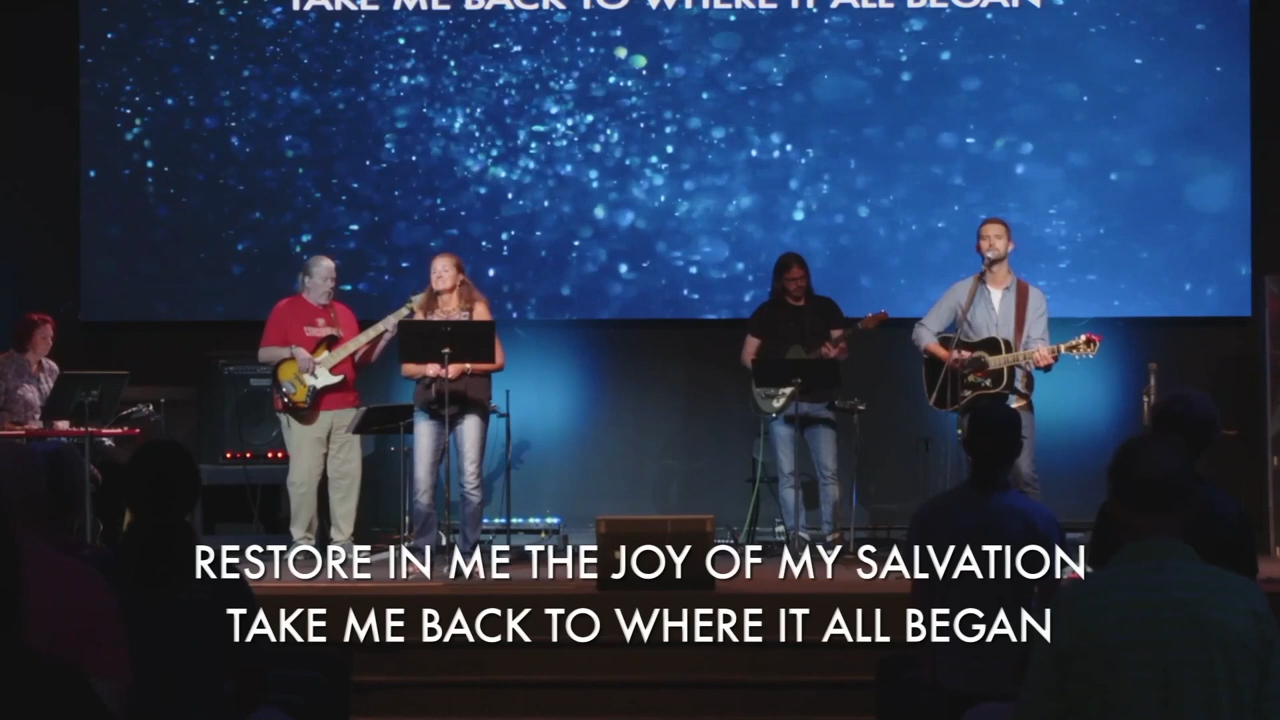 TAKE ME BACK TO WHERE IT ALL BEGAN
RESTORE IN ME THE JOY OF MY SALVATION
TAKE ME BACK TO WHERE IT ALL BEGAN